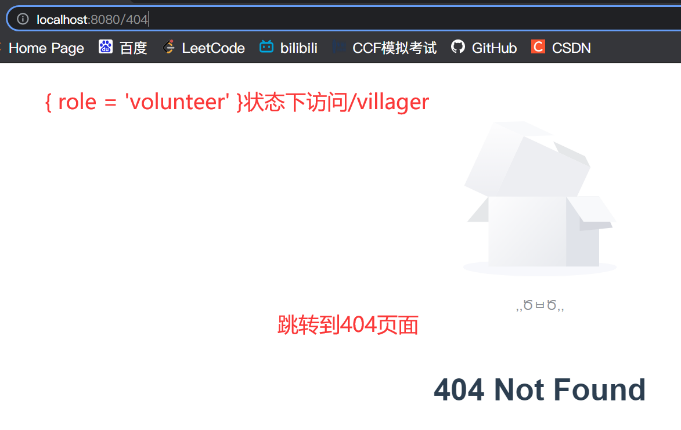 localhost:8080/404
Home Page 百度 LeetCode bilibili CCF模拟考试 GitHub CSDN
{ role = 'volunteer' }状态下访问/villager
,,Ծㅂծ,,
跳转到404页面
404 Not Found